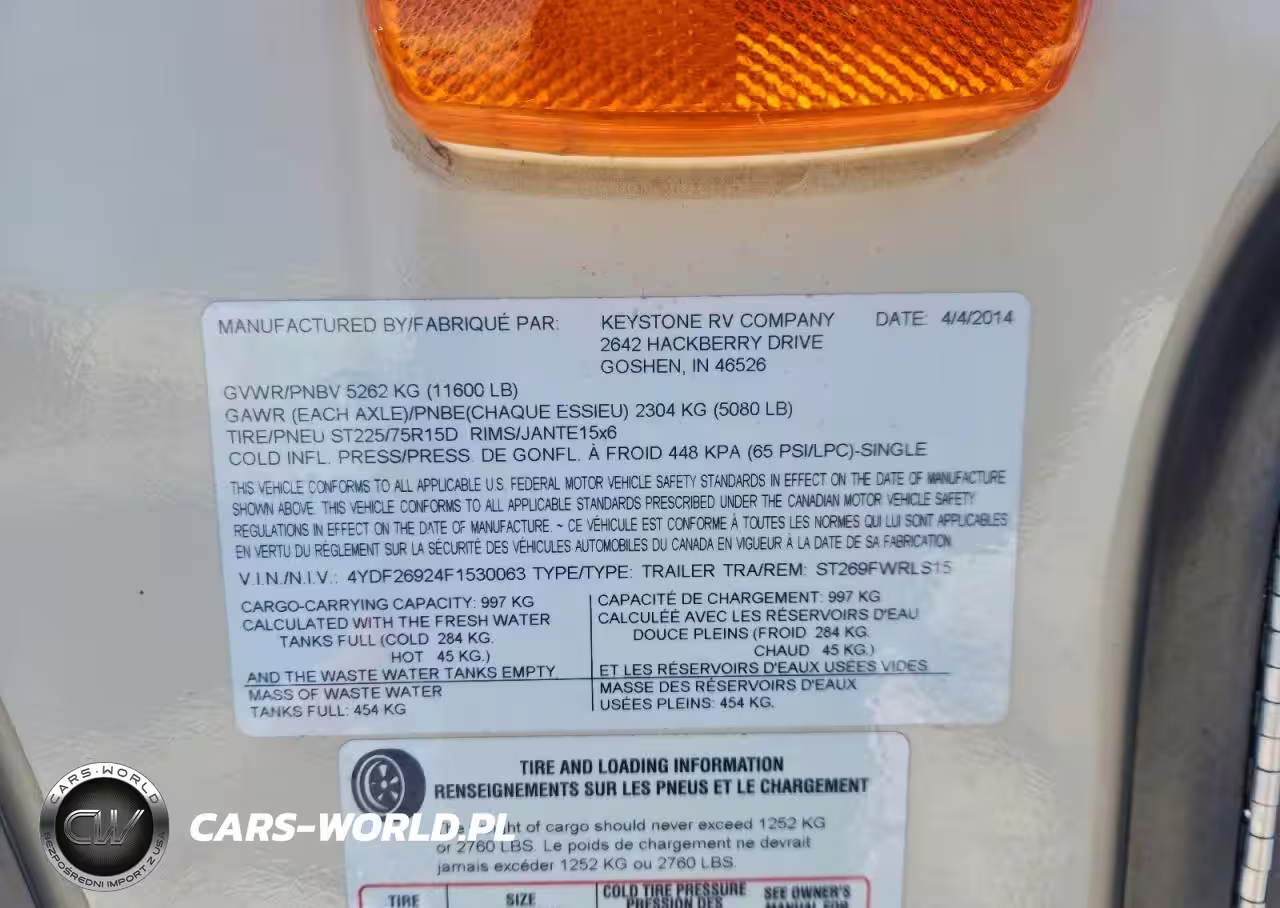 MANUFACTURED BY/FABRIQUÉ PAR: KEYSTONE RV COMPANY DATE: 4/4/2014
2642 HACKBERRY DRIVE
GOSHEN, IN 46526
GVWR/PNBV 5262 KG (11600 LB)
GAWR (EACH AXLE)/PNBE(CHAQUE ESSIEU) 2304 KG (5080 LB)
TIRE/PNEU ST225/75R15D RIMS/JANTE15x6
COLD INFL. PRESS/PRESS. DE GONFL. À FROID 448 KPA (65 PSI/LPC)-SINGLE
THIS VEHICLE CONFORMS TO ALL APPLICABLE U.S. FEDERAL MOTOR VEHICLE SAFETY STANDARDS IN EFFECT ON THE DATE OF MANUFACTURE
SHOWN ABOVE. THIS VEHICLE CONFORMS TO ALL APPLICABLE STANDARDS PRESCRIBED UNDER THE CANADIAN MOTOR VEHICLE SAFETY
REGULATIONS IN EFFECT ON THE DATE OF MANUFACTURE. ~ CE VÉHICULE EST CONFORME À TOUTES LES NORMES QUI LUI SONT APPLICABLES
EN VERTU DU RÉGLEMENT SUR LA SÉCURITÉ DES VÉHICULES AUTOMOBILES DU CANADA EN VIGUEUR À LA DATE DE SA FABRICATION.
V.I.N./N.I.V.: 4YDF26924F1530063 TYPE/TYPE: TRAILER TRA/REM: ST269FWRLS15
CARGO-CARRYING CAPACITY: 997 KG
CALCULATED WITH THE FRESH WATER
TANKS FULL (COLD 284 KG.
HOT 45 KG.)
AND THE WASTE WATER TANKS EMPTY
MASS OF WASTE WATER
TANKS FULL: 454 KG
CAPACITÉ DE CHARGEMENT: 997 KG
CALCULÉE AVEC LES RÉSERVOIRS D'EAU
DOUCE PLEINS (FROID 284 KG.
CHAUD 45 KG.)
ET LES RÉSERVOIRS D'EAUX USÉES VIDES
MASSE DES RÉSERVOIRS D'EAUX
USÉES PLEINS: 454 KG.
TIRE AND LOADING INFORMATION
RENSEIGNEMENTS SUR LES PNEUS ET LE CHARGEMENT
of cargo should never exceed 1252 KG
or 2760 LBS. Le poids de chargement ne devrait
jamais excéder 1252 KG ou 2760 LBS.
TIRE SIZE COLD TIRE PRESSURE SEE OWNER'S
PRESSION DES MANUAL FOR
CARS-WORLD
CW
BEZPOŚREDNI IMPORT Z USA
CARS-WORLD.PL